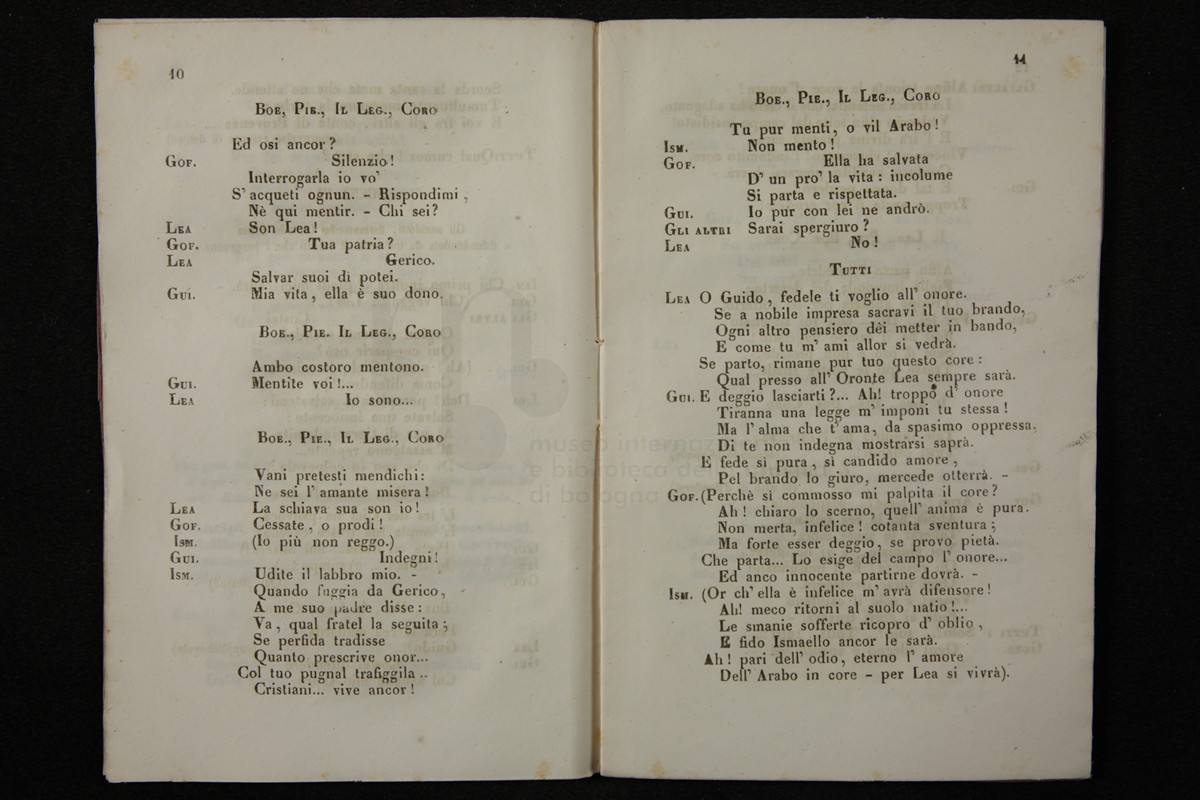 10
Boe, Pie., Il Leg., Coro
Ed osi ancor?
Gof. Silenzio!
Interrogarla io vo'
S' acqueti ognun. - Rispondimi,
Nè qui mentir. - Chi sei?
Lea Son Lea!
Gof. Tua patria?
Lea Gerico.
Salvar suoi dì potei.
Gui. Mia vita, ella è suo dono.
Boe., Pie. Il Leg., Coro
Ambo costoro mentono.
Gui. Mentite voi!...
Lea Io sono...
Boe., Pie., Il Leg., Coro
Vani pretesti mendichi:
Ne sei l' amante misera!
Lea La schiava sua son io!
Gof. Cessate, o prodi!
Ism. (Io più non reggo.)
Gui. Indegni!
Ism. Udite il labbro mio. -
Quando fuggia da Gerico,
A me suo padre disse:
Va, qual fratel la seguita;
Se perfida tradisse
Quanto prescrive onor...
Col tuo pugnal trafiggila..
Cristiani... vive ancor!
11
Boe., Pie., Il Leg., Coro
Tu pur menti, o vil Arabo!
Ism. Non mento!
Gof. Ella ha salvata
D' un pro' la vita: incolume
Si parta e rispettata.
Gui. Io pur con lei ne andrò.
Gli altri Sarai spergiuro?
Lea No!
Tutti
Lea O Guido, fedele ti voglio all' onore.
Se a nobile impresa sacravi il tuo brando,
Ogni altro pensiero dêi metter in bando,
E come tu m' ami allor si vedrà.
Se parto, rimane pur tuo questo core:
Qual presso all' Oronte Lea sempre sarà.
Gui. E deggio lasciarti?... Ah! troppo d' onore
Tiranna una legge m' imponi tu stessa!
Ma l' alma che t' ama, da spasimo oppressa,
Di te non indegna mostrarsi saprà.
E fede sì pura, sì candido amore,
Pel brando lo giuro, mercede otterrà. -
Gof. (Perchè sì commosso mi palpita il core?
Ah! chiaro lo scerno, quell' anima è pura.
Non merta, infelice! cotanta sventura;
Ma forte esser deggio, se provo pietà.
Che parta... Lo esige del campo l' onore...
Ed anco innocente partirne dovrà. -
Ism. (Or ch' ella è infelice m' avrà difensore!
Ah! meco ritorni al suolo natio!...
Le smanie sofferte ricopro d' oblio,
E fido Ismaello ancor le sarà.
Ah! pari dell' odio, eterno l' amore
Dell' Arabo in core - per Lea si vivrà).